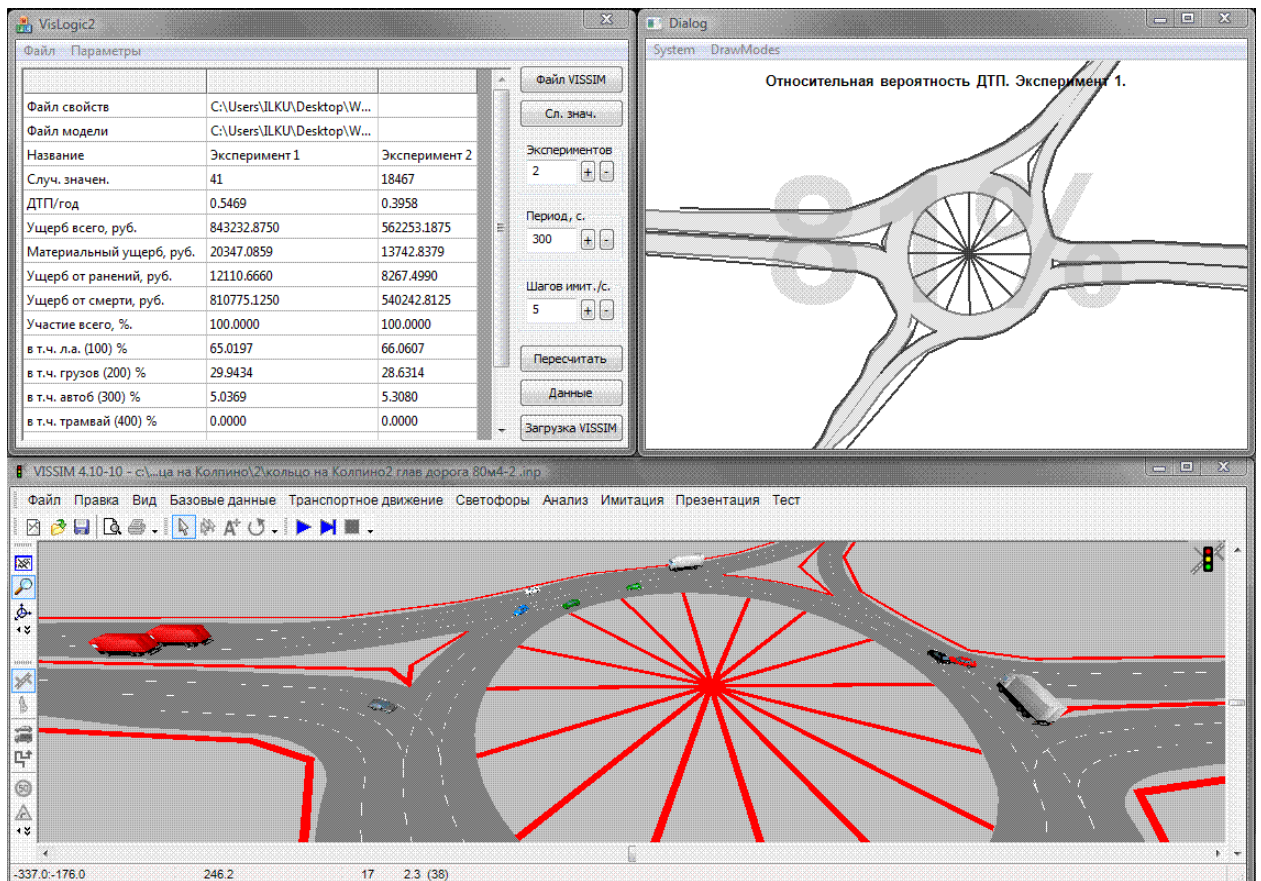 VisLogic2
Файл Параметры
Файл свойств C:\Users\ILKU\Desktop\W...
Файл модели C:\Users\ILKU\Desktop\W...
Название Эксперимент 1 Эксперимент 2
Случ. значен. 41 18467
ДТП/год 0.5469 0.3958
Ущерб всего, руб. 843232.8750 562253.1875
Материальный ущерб, руб. 20347.0859 13742.8379
Ущерб от ранений, руб. 12110.6660 8267.4990
Ущерб от смерти, руб. 810775.1250 540242.8125
Участие всего, %. 100.0000 100.0000
в т.ч. л.а. (100) % 65.0197 66.0607
в т.ч. грузов (200) % 29.9434 28.6314
в т.ч. автоб (300) % 5.0369 5.3080
в т.ч. трамвай (400) % 0.0000 0.0000
Файл VISSIM
Сл. знач.
Экспериментов
2 + -
Период, с.
300 + -
Шагов имит./с.
5 + -
Пересчитать
Данные
Загрузка VISSIM
Dialog
System DrawModes
Относительная вероятность ДТП. Эксперимент 1.
81%
VISSIM 4.10-10 - c:\...ца на Колпино\2\кольцо на Колпино2 глав дорога 80м4-2 .inp
Файл Правка Вид Базовые данные Транспортное движение Светофоры Анализ Имитация Презентация Тест
-337.0:-176.0 246.2 17 2.3 (38)